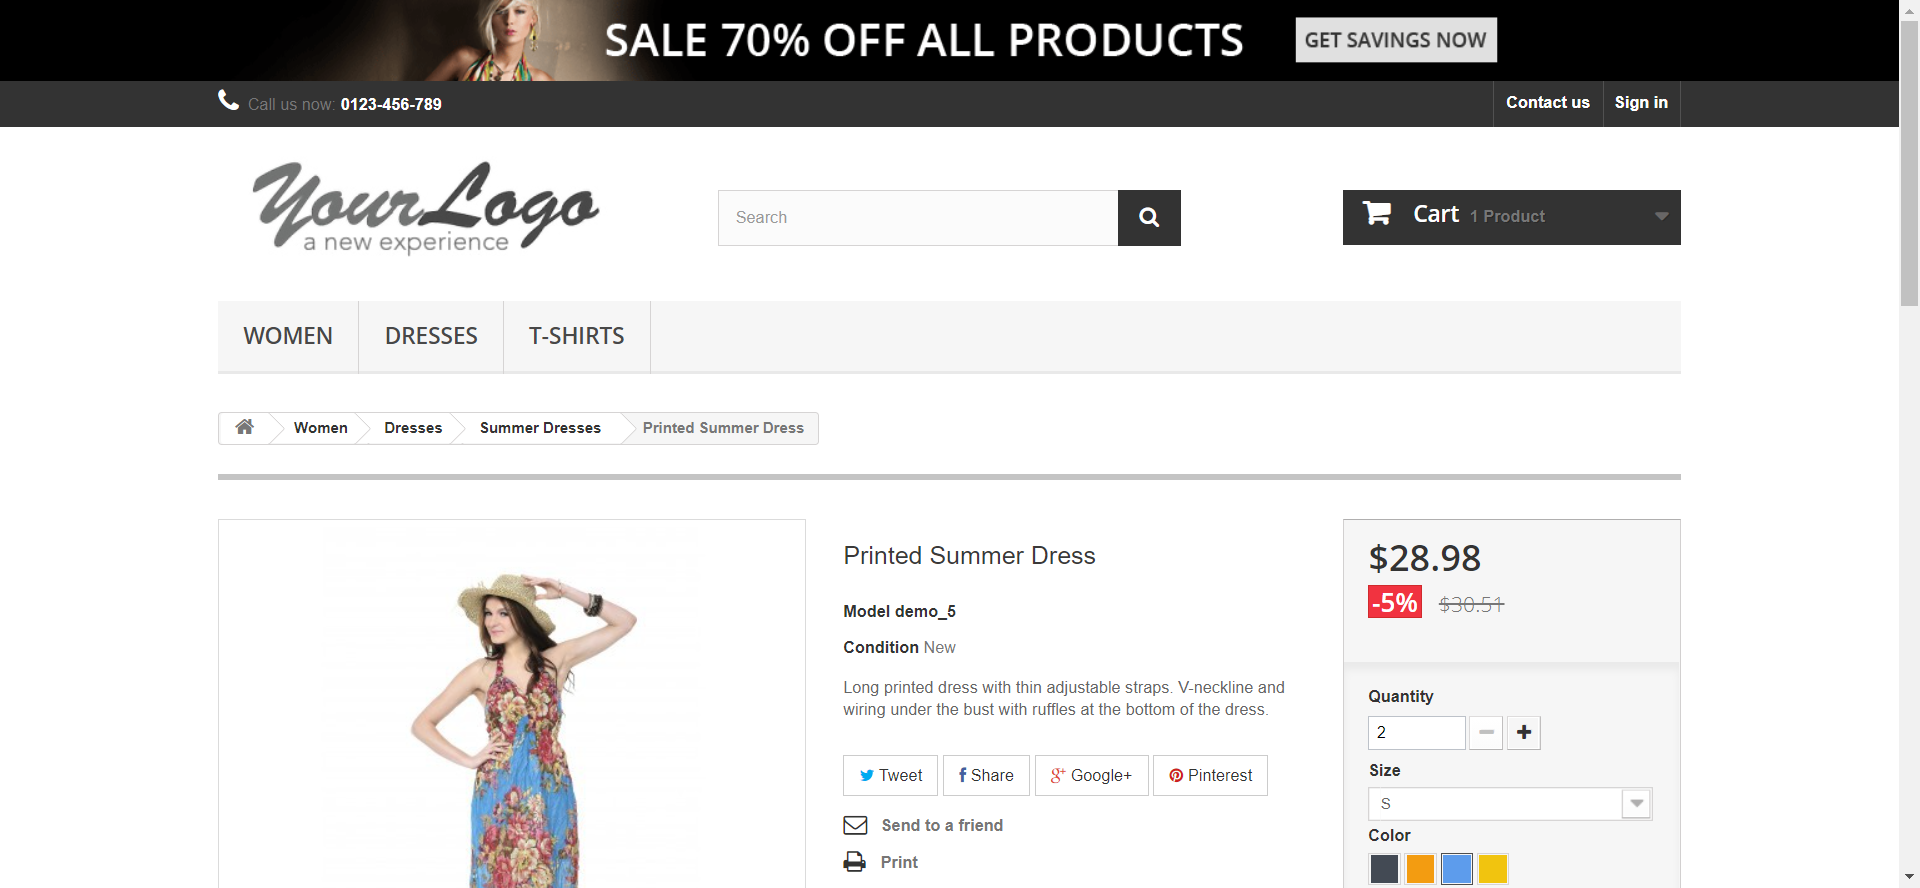 SALE 70% OFF ALL PRODUCTS
GET SAVINGS NOW
Call us now: 0123-456-789
Contact us
Sign in
YourLogo
a new experience
Search
Cart 1 Product
WOMEN
DRESSES
T-SHIRTS
Women
Dresses
Summer Dresses
Printed Summer Dress
Printed Summer Dress
Model demo_5
Condition New
Long printed dress with thin adjustable straps. V-neckline and
wiring under the bust with ruffles at the bottom of the dress.
Tweet
Share
Google+
Pinterest
Send to a friend
Print
$28.98
-5% $30.51
Quantity
2
Size
S
Color